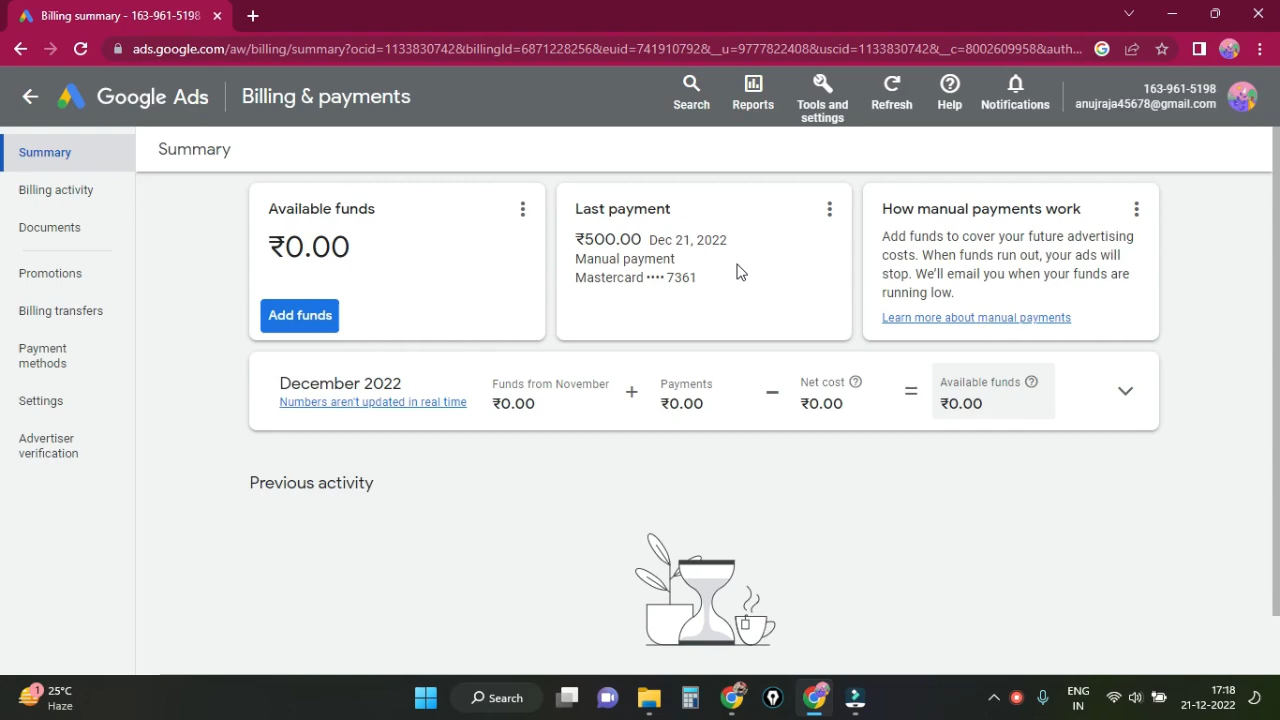 Billing summary - 163-961-5198
ads.google.com/aw/billing/summary?ocid=1133830742&billingId=6871228256&euid=741910792&__u=9777822408&uscid=1133830742&__c=8002609958&auth...
Google Ads
Billing & payments
Search
Reports
Tools and
settings
Refresh
Help
Notifications
163-961-5198
anujraja45678@gmail.com
Summary
Billing activity
Documents
Promotions
Billing transfers
Payment
methods
Settings
Advertiser
verification
Summary
Available funds
₹0.00
Add funds
Last payment
₹500.00 Dec 21, 2022
Manual payment
Mastercard •••• 7361
How manual payments work
Add funds to cover your future advertising
costs. When funds run out, your ads will
stop. We'll email you when your funds are
running low.
Learn more about manual payments
December 2022
Numbers aren't updated in real time
Funds from November
₹0.00
+
Payments
₹0.00
−
Net cost
₹0.00
=
Available funds
₹0.00
Previous activity
1
25°C
Haze
Search
ENG
IN
17:18
21-12-2022